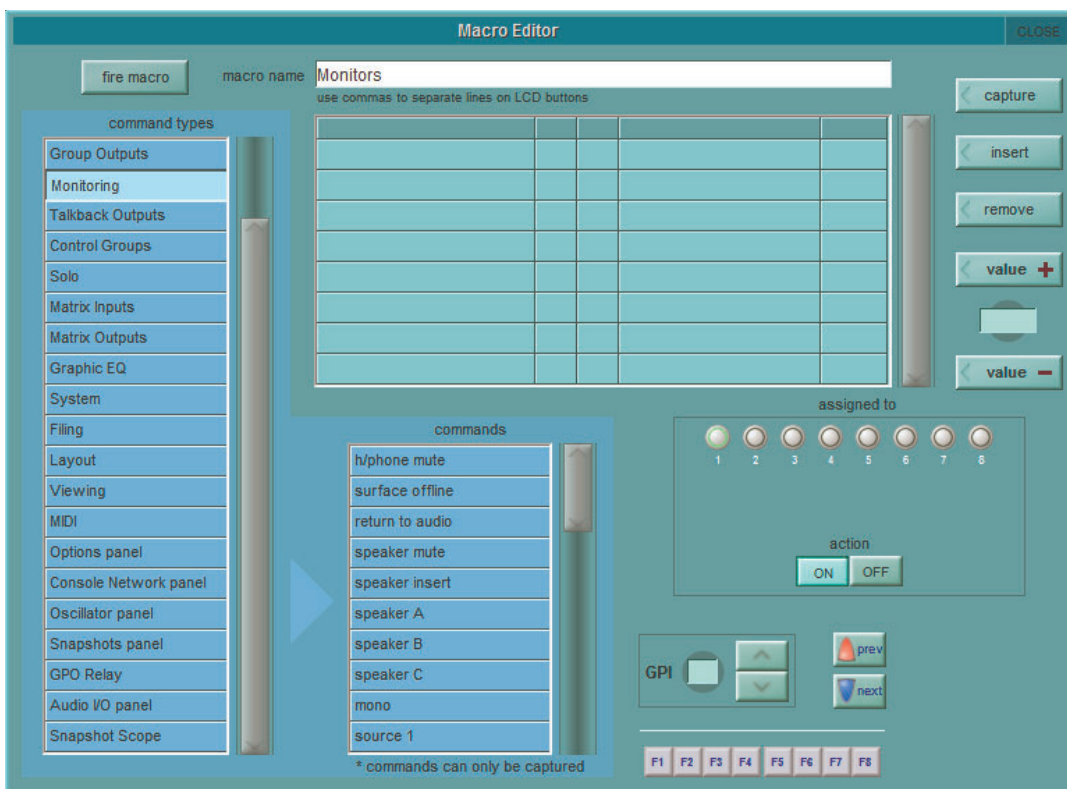 Macro Editor
CLOSE
fire macro
macro name
Monitors
use commas to separate lines on LCD buttons
capture
insert
remove
value +
value −
command types
Group Outputs
Monitoring
Talkback Outputs
Control Groups
Solo
Matrix Inputs
Matrix Outputs
Graphic EQ
System
Filing
Layout
Viewing
MIDI
Options panel
Console Network panel
Oscillator panel
Snapshots panel
GPO Relay
Audio I/O panel
Snapshot Scope
commands
h/phone mute
surface offline
return to audio
speaker mute
speaker insert
speaker A
speaker B
speaker C
mono
source 1
* commands can only be captured
assigned to
1 2 3 4 5 6 7 8
action
ON OFF
GPI
prev
next
F1 F2 F3 F4 F5 F6 F7 F8